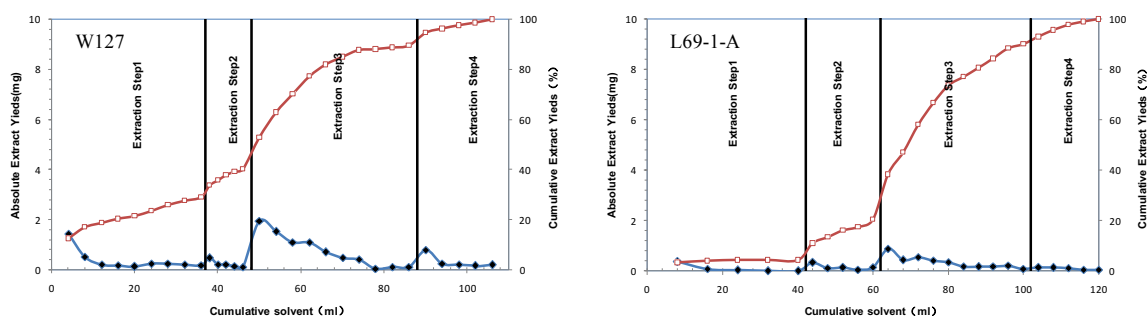 W127
Absolute Extract Yieds(mg)
10
8
6
4
2
0
Extraction Step1
Extraction Step2
Extraction Step3
Extraction Step4
100
80
60
40
20
0
Cumulative Extract Yieds (%)
0 20 40 60 80 100
Cumulative solvent (ml)
L69-1-A
Absolute Extract Yieds(mg)
10
8
6
4
2
0
Extraction Step1
Extraction Step2
Extraction Step3
Extraction Step4
100
80
60
40
20
0
Cumulative Extract Yieds (%)
0 20 40 60 80 100 120
Cumulative solvent (ml)